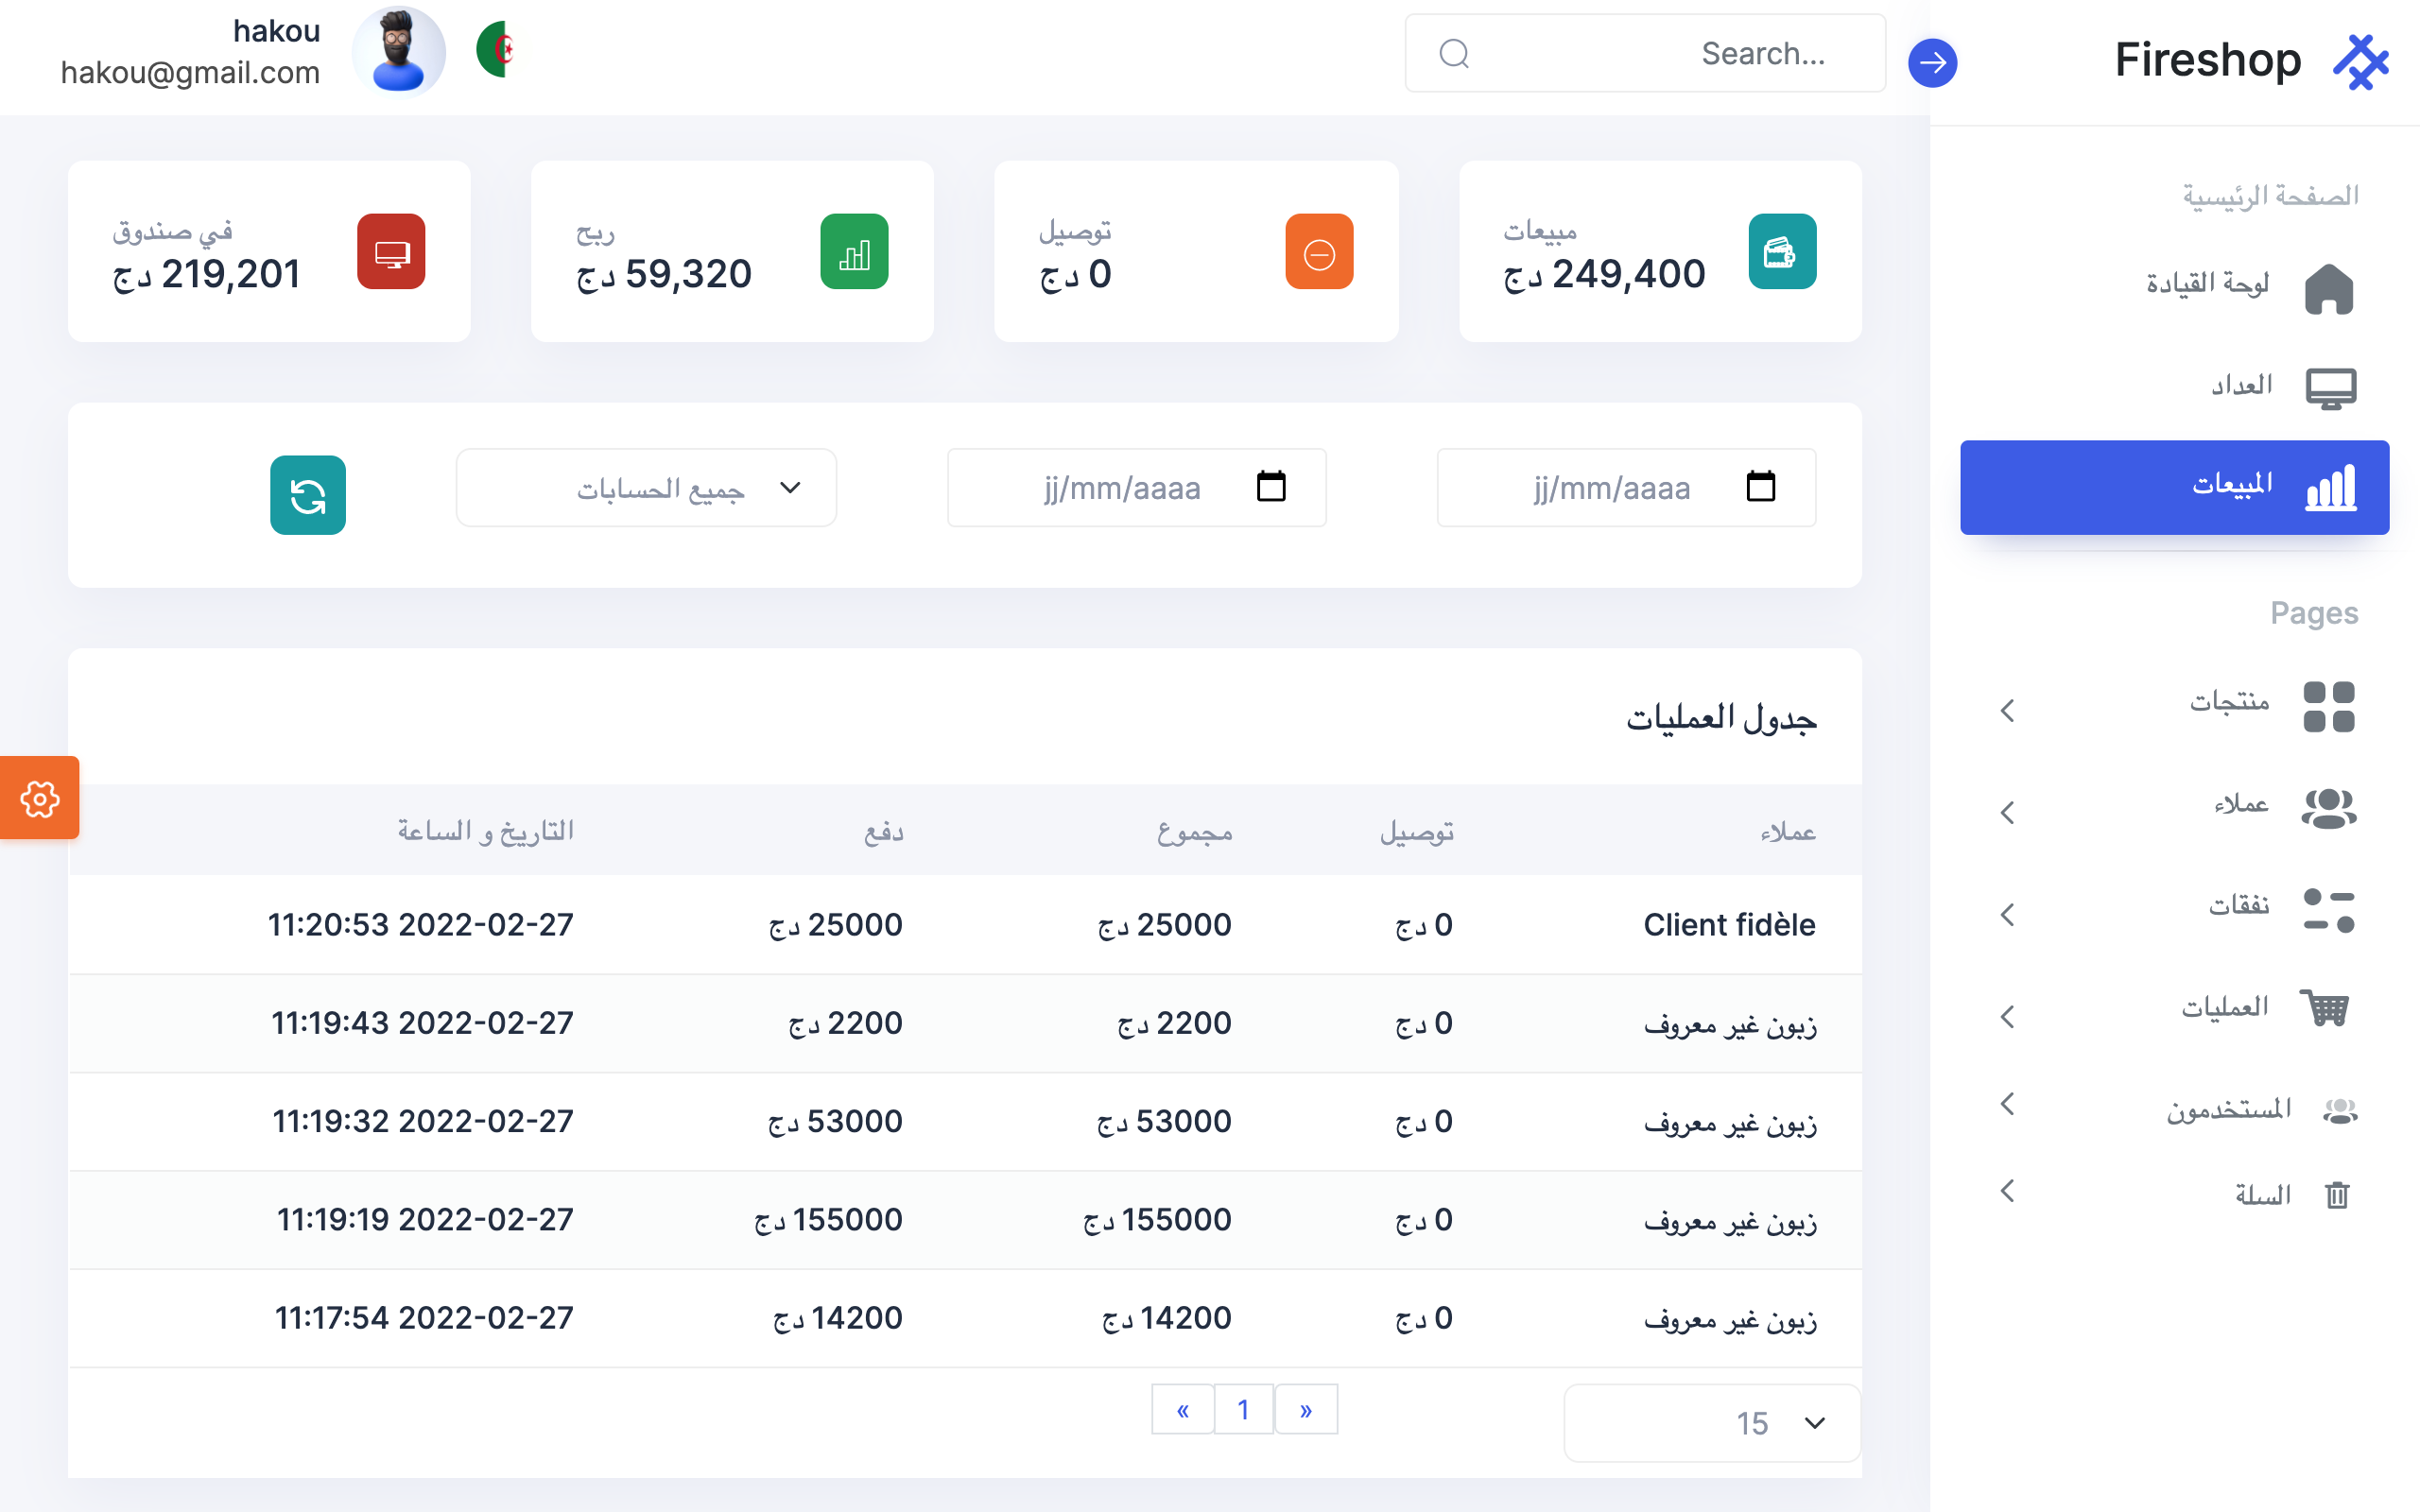 Fireshop
Search...
hakou
hakou@gmail.com
الصفحة الرئيسية
لوحة القيادة
العداد
المبيعات
Pages
منتجات
عملاء
نفقات
العمليات
المستخدمون
السلة
مبيعات
249,400 دج
توصيل
0 دج
ربح
59,320 دج
في صندوق
219,201 دج
jj/mm/aaaa
jj/mm/aaaa
جميع الحسابات
جدول العمليات
عملاء توصيل مجموع دفع التاريخ و الساعة
Client fidèle 0 دج 25000 دج 25000 دج 2022-02-27 11:20:53
زبون غير معروف 0 دج 2200 دج 2200 دج 2022-02-27 11:19:43
زبون غير معروف 0 دج 53000 دج 53000 دج 2022-02-27 11:19:32
زبون غير معروف 0 دج 155000 دج 155000 دج 2022-02-27 11:19:19
زبون غير معروف 0 دج 14200 دج 14200 دج 2022-02-27 11:17:54
15
« 1 »